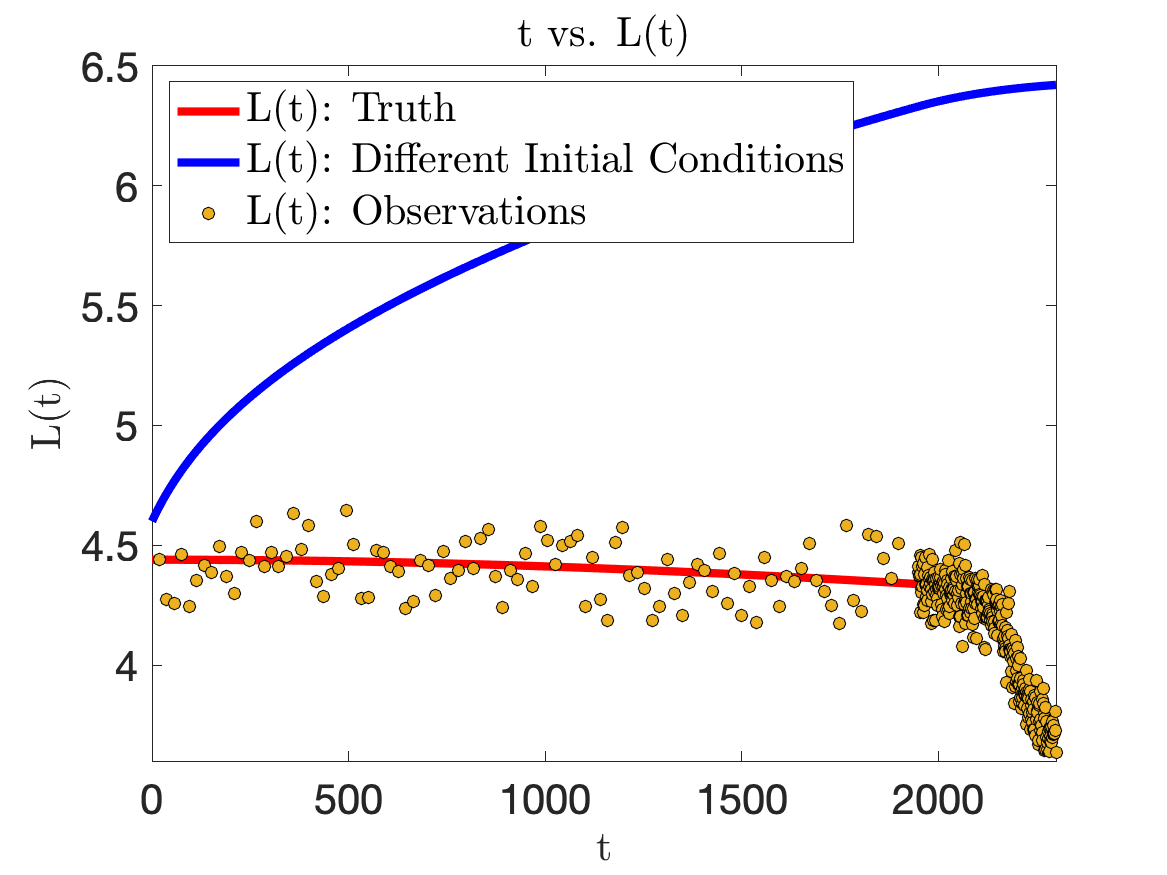 t vs. L(t)
6.5
6
5.5
5
4.5
4
L(t)
L(t): Truth
L(t): Different Initial Conditions
L(t): Observations
0 500 1000 1500 2000
t